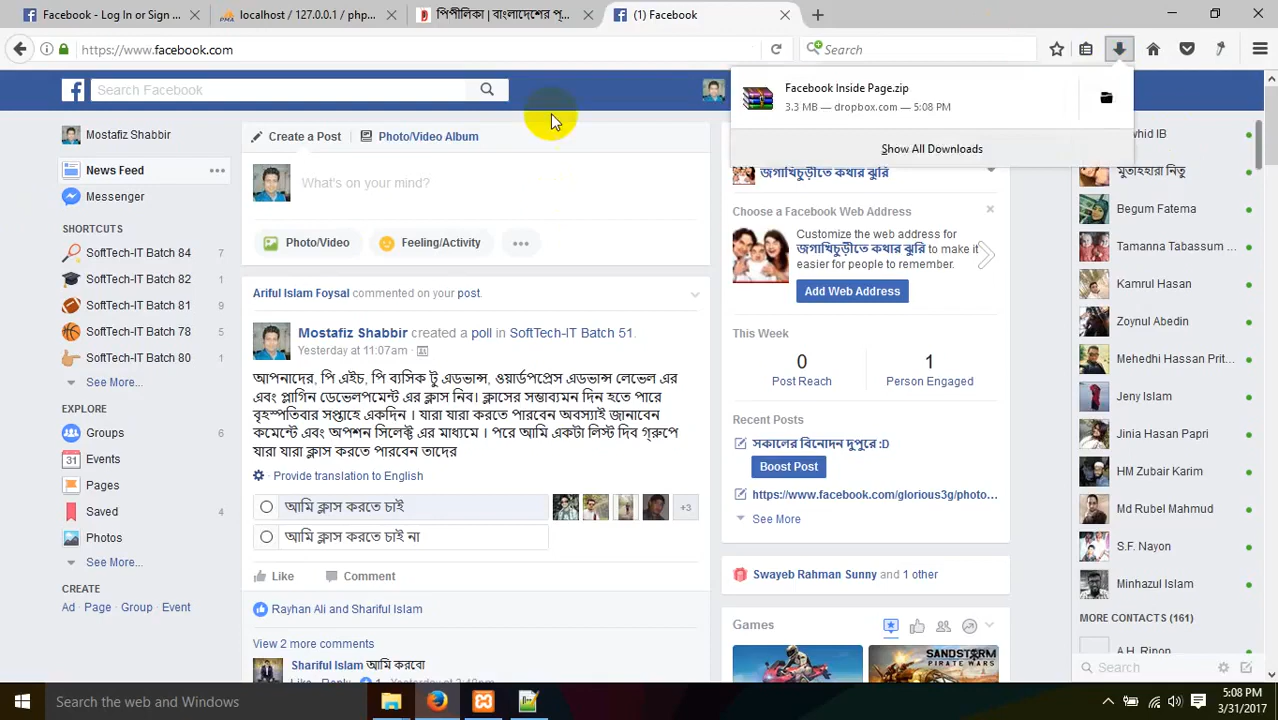 Facebook - Log In or Sign ...
localhost / 127.0.0.1 / php...
পিপীলিকা | বাংলাদেশের প্...
(1) Facebook
https://www.facebook.com
Search
Search Facebook
Facebook Inside Page.zip
3.3 MB — dropbox.com — 5:08 PM
Show All Downloads
Mostafiz Shabbir
News Feed
Messenger
SHORTCUTS
SoftTech-IT Batch 84 7
SoftTech-IT Batch 82 1
SoftTech-IT Batch 81 9
SoftTech-IT Batch 78 1
SoftTech-IT Batch 80 4
See More...
EXPLORE
Groups 6
Events
Pages
Saved 4
Photos
See More...
CREATE
Ad · Page · Group · Event
Create a Post
Photo/Video Album
What's on your mind?
Photo/Video
Feeling/Activity
Ariful Islam Foysal commented on your post.
Mostafiz Shabbir created a poll in SoftTech-IT Batch 51.
Yesterday at 11:07am ·
আপনাদের, পি এইচ, পি ব্যাসিক টু এডভান্স, ওয়ার্ডপপ্রেস এডভান্স লেভেল এর
এবং প্লাগিন ডেভেলপমেন্টে এর ক্লাস নিব। ক্লাসের সম্ভাব্যমন দিন হতে পারে
বৃহস্পতিবার সপ্তাহে একদিন । যারা যারা করতে পারবেন অবশ্যই জানাবেন
কমেন্টে এবং অপশন সিলেক্ট এর মাধ্যমে । পরে আমি একটা লিস্ট দিব গ্রুপে
যারা যারা ক্লাস করতে পারবেন তাদের
Provide translation to English
আমি ক্লাস করতে চাই
+3
আমি ক্লাস করতে চাই না
Like
Comment
Rayhan Ali and Shariful Islam
View 2 more comments
Shariful Islam আমি করবো
জগাখিচুড়ীতে কথার ঝুরি
Choose a Facebook Web Address
Customize the web address for
জগাখিচুড়ীতে কথার ঝুরি to make it
easier for people to remember.
Add Web Address
This Week
0
Post Reach
1
Person Engaged
Recent Posts
সকালের বিনোদন দুপুরে :D
Boost Post
https://www.facebook.com/glorious3g/photo...
See More
Swayeb Rahman Sunny and 1 other
Games
SANDSTORM
PIRATE WARS
whid IB
মুতাহহারা নিতু
Begum Fatema
Tamanna Tabassum ...
Kamrul Hasan
Zoynul Abedin
Mehedhi Hassan Prit...
Jeny Islam
Jinia Hasan Papri
HM Zubair Karim
Md Rubel Mahmud
S.F. Nayon
Minhazul Islam
MORE CONTACTS (161)
A.H. Ripon
Search
Search the web and Windows
5:08 PM
3/31/2017